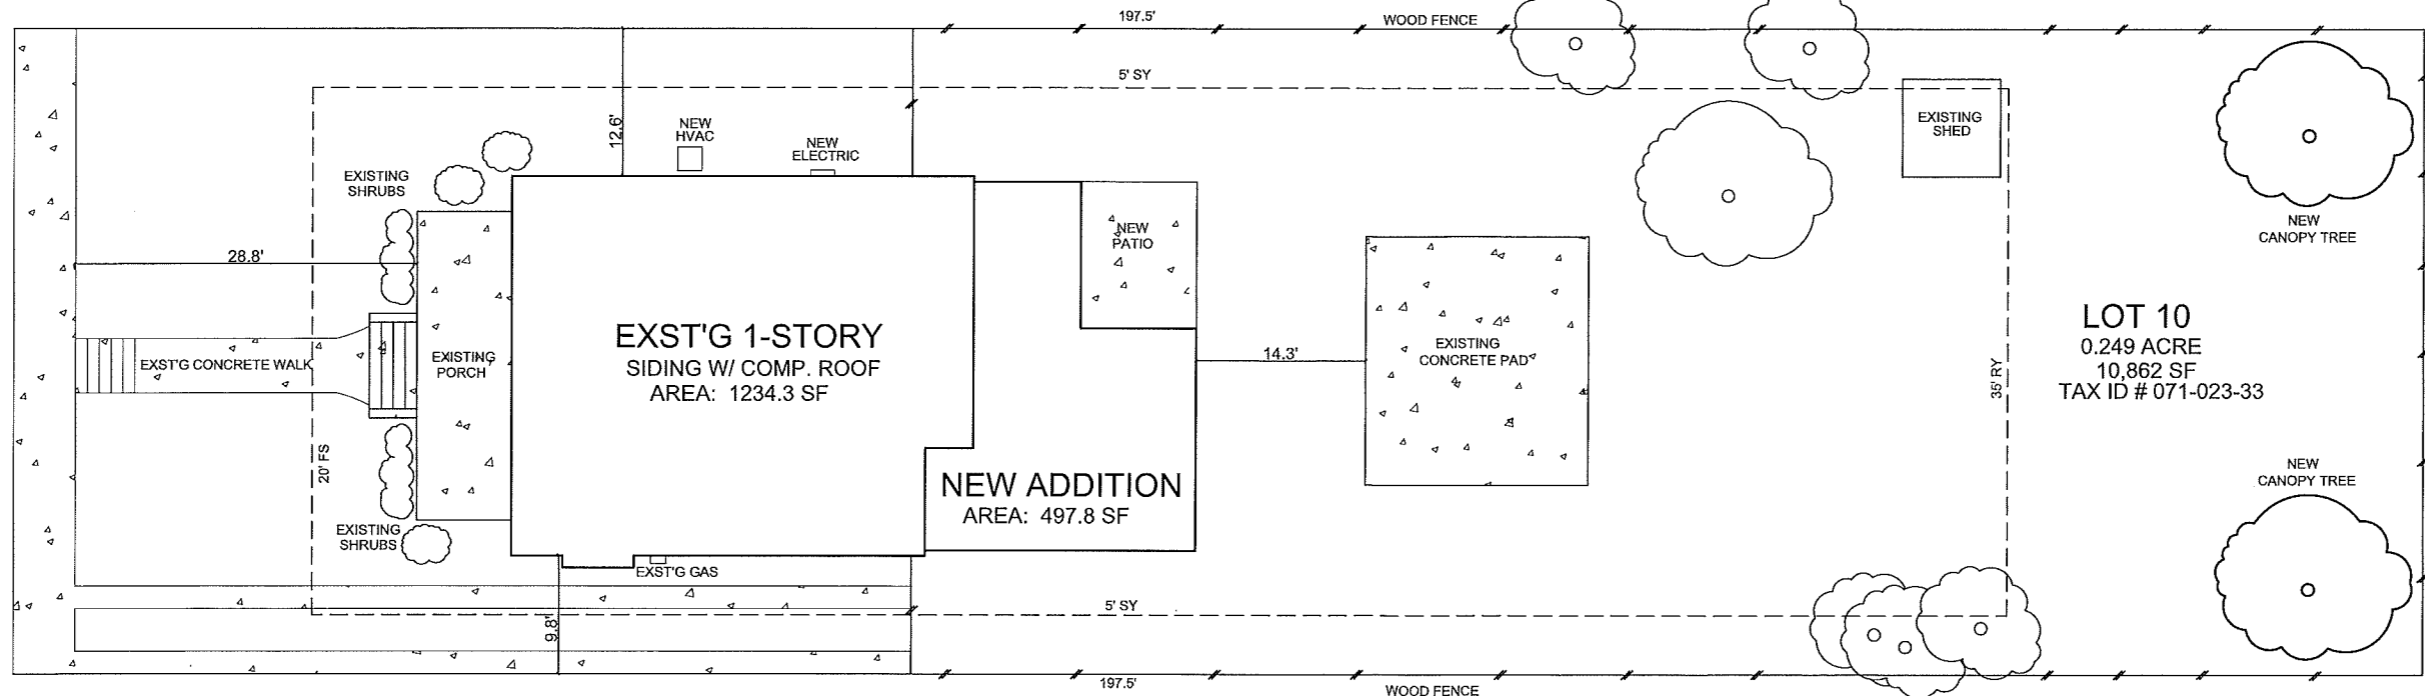 197.5'
WOOD FENCE
5' SY
12.6'
NEW
HVAC
NEW
ELECTRIC
EXISTING
SHED
EXISTING
SHRUBS
NEW
PATIO
NEW
CANOPY TREE
28.8'
EXST'G 1-STORY
SIDING W/ COMP. ROOF
AREA: 1234.3 SF
EXST'G CONCRETE WALK
EXISTING
PORCH
14.3'
EXISTING
CONCRETE PAD
35' RY
LOT 10
0.249 ACRE
10,862 SF
TAX ID # 071-023-33
20' FS
NEW ADDITION
AREA: 497.8 SF
NEW
CANOPY TREE
EXISTING
SHRUBS
EXST'G GAS
5' SY
9.8'
197.5'
WOOD FENCE